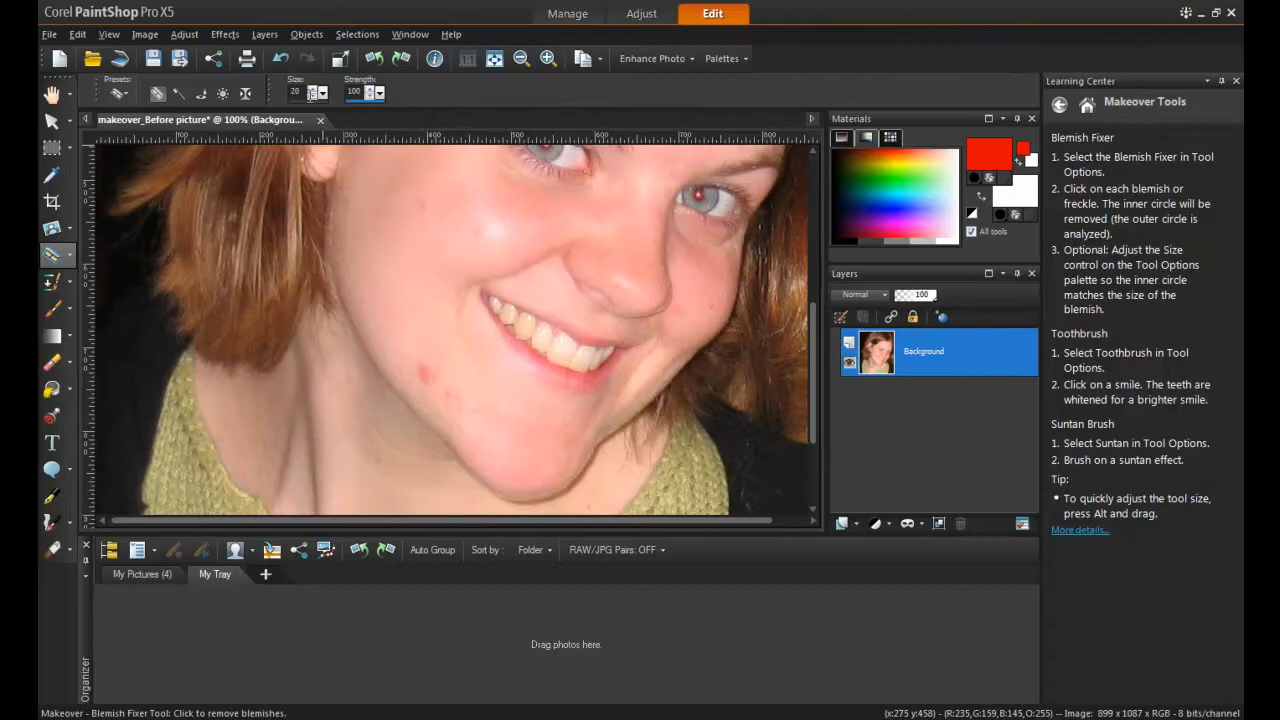 Corel PaintShop Pro X5
Manage
Adjust
Edit
File Edit View Image Adjust Effects Layers Objects Selections Window Help
Enhance Photo
Palettes
Presets:
Size:
20
Strength:
100
makeover_Before picture* @ 100% (Backgrou...
100 200 300 400 500 600 700 800
Materials
All tools
Layers
Normal
100
Background
Learning Center
Makeover Tools
Blemish Fixer
1. Select the Blemish Fixer in Tool
Options.
2. Click on each blemish or
freckle. The inner circle will
be removed (the outer circle is
analyzed).
3. Optional: Adjust the Size
control on the Tool Options
palette so the inner circle
matches the size of the
blemish.
Toothbrush
1. Select Toothbrush in Tool
Options.
2. Click on a smile. The teeth are
whitened for a brighter smile.
Suntan Brush
1. Select Suntan in Tool Options.
2. Brush on a suntan effect.
Tip:
• To quickly adjust the tool size,
press Alt and drag.
More details...
Auto Group
Sort by:
Folder
RAW/JPG Pairs: OFF
My Pictures (4)
My Tray
Drag photos here.
Organizer
Makeover - Blemish Fixer Tool: Click to remove blemishes.
(x:275 y:458) - (R:235,G:159,B:145,O:255) -- Image: 899 x 1087 x RGB - 8 bits/channel